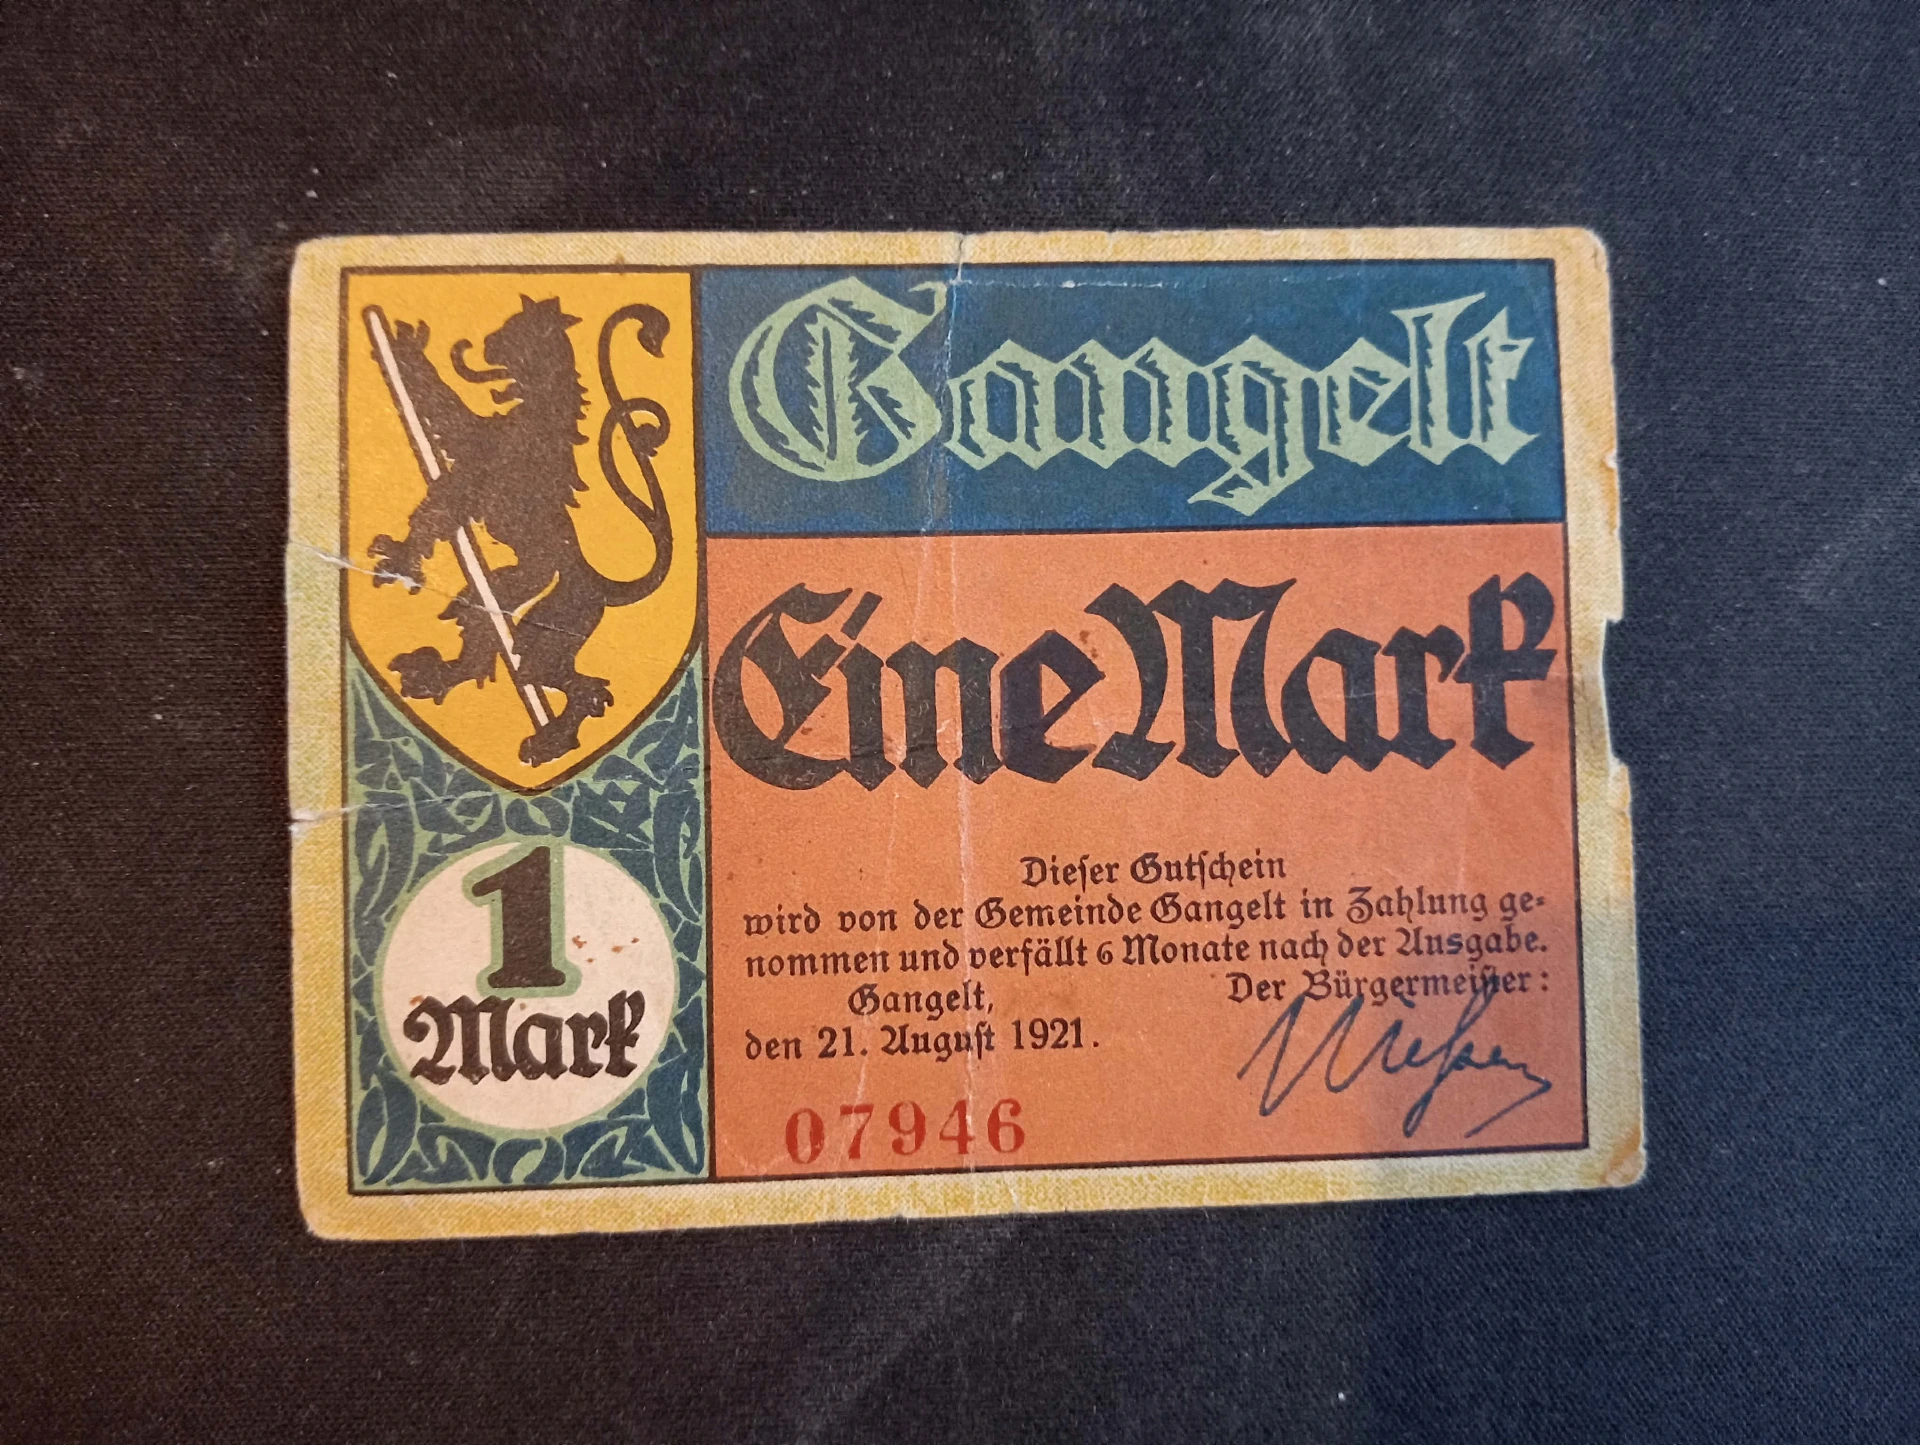 Gangelt
Eine Mark
1
Mark
Dieser Gutschein
wird von der Gemeinde Gangelt in Zahlung ge-
nommen und verfällt 6 Monate nach der Ausgabe.
Gangelt,
Der Bürgermeister:
den 21. August 1921.
07946